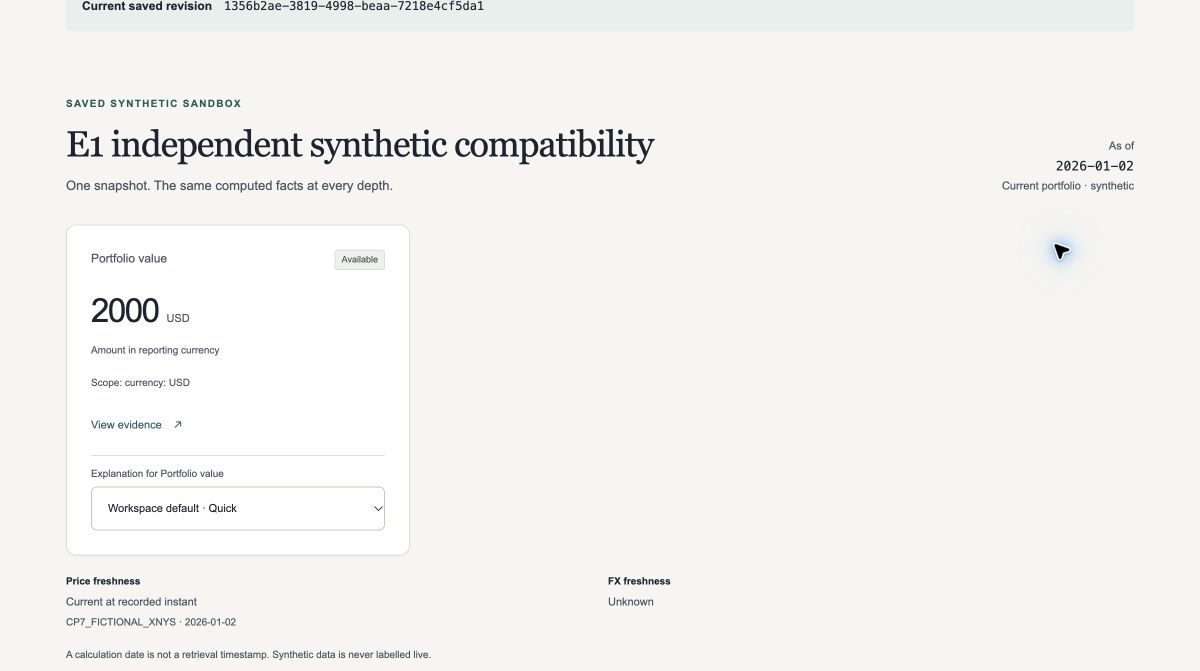 Current saved revision 1356b2ae-3819-4998-beaa-7218e4cf5da1
SAVED SYNTHETIC SANDBOX
E1 independent synthetic compatibility
One snapshot. The same computed facts at every depth.
As of
2026-01-02
Current portfolio · synthetic
Portfolio value
Available
2000 USD
Amount in reporting currency
Scope: currency: USD
View evidence ↗
Explanation for Portfolio value
Workspace default · Quick
Price freshness
Current at recorded instant
CP7_FICTIONAL_XNYS · 2026-01-02
FX freshness
Unknown
A calculation date is not a retrieval timestamp. Synthetic data is never labelled live.